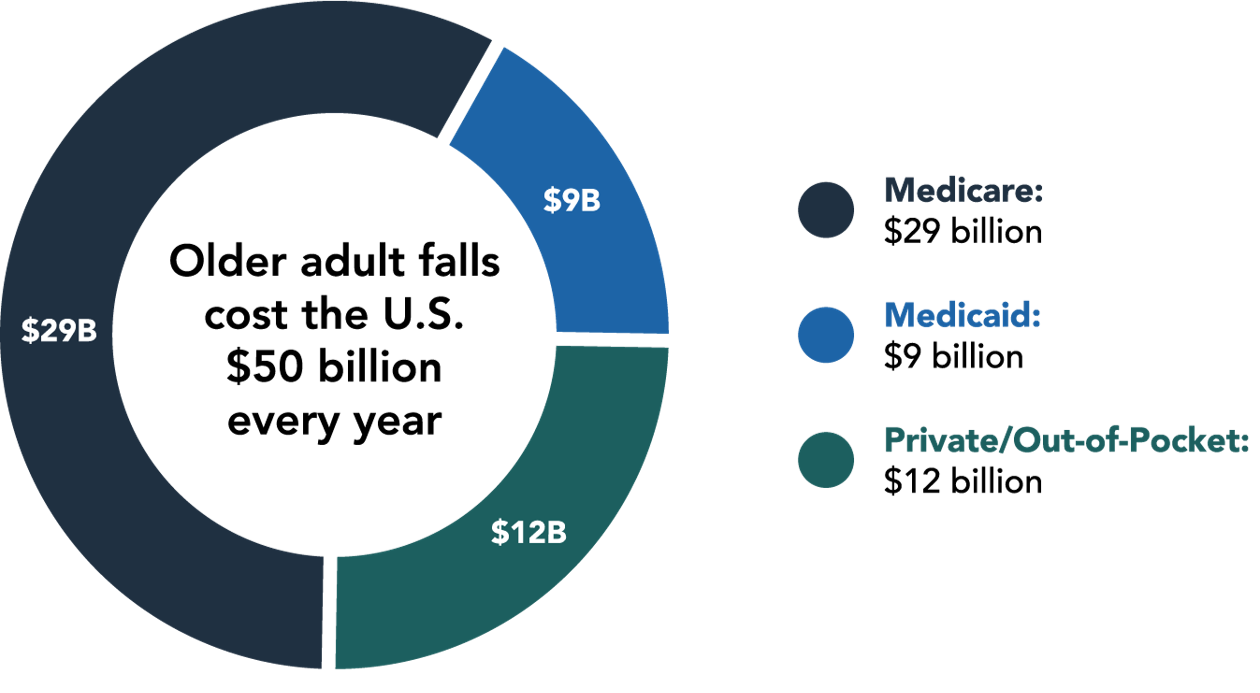 $9B
Older adult falls
cost the U.S.
$50 billion
every year
$29B
$12B
Medicare:
$29 billion
Medicaid:
$9 billion
Private/Out-of-Pocket:
$12 billion